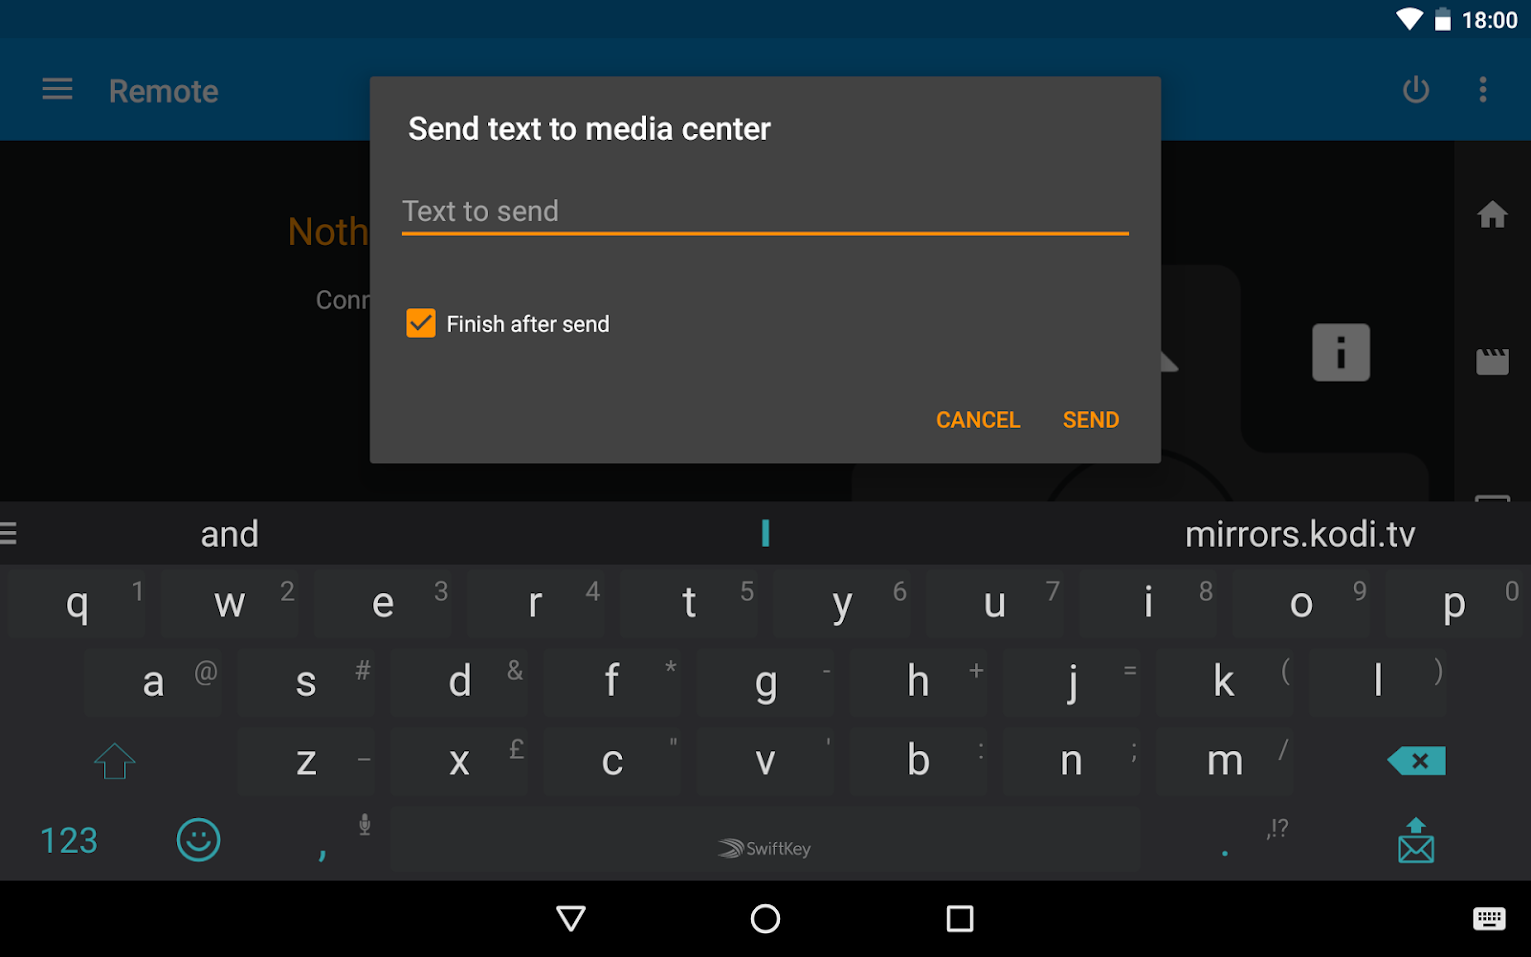 18:00
Remote
Send text to media center
Text to send
Noth
Conn
Finish after send
CANCEL SEND
and I mirrors.kodi.tv
q 1 w 2 e 3 r 4 t 5 y 6 u 7 i 8 o 9 p 0
a @ s # d & f * g - h + j = k ( l )
z _ x £ c " v ' b : n ; m /
123 , SwiftKey . ,!?